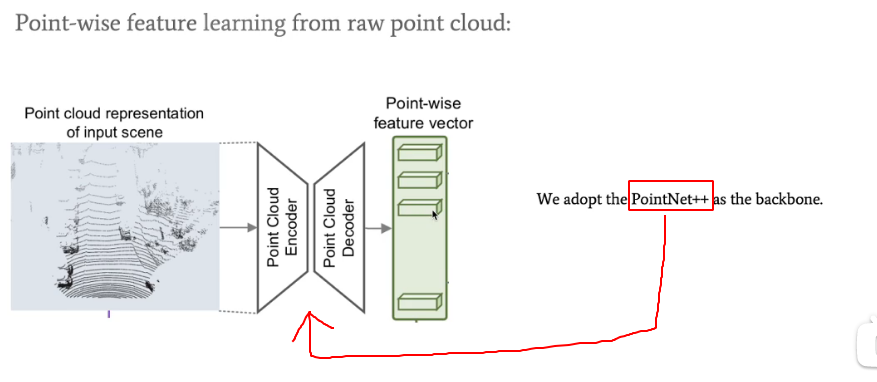 Point-wise feature learning from raw point cloud:
Point cloud representation
of input scene
Point Cloud
Encoder
Point Cloud
Decoder
Point-wise
feature vector
We adopt the PointNet++ as the backbone.